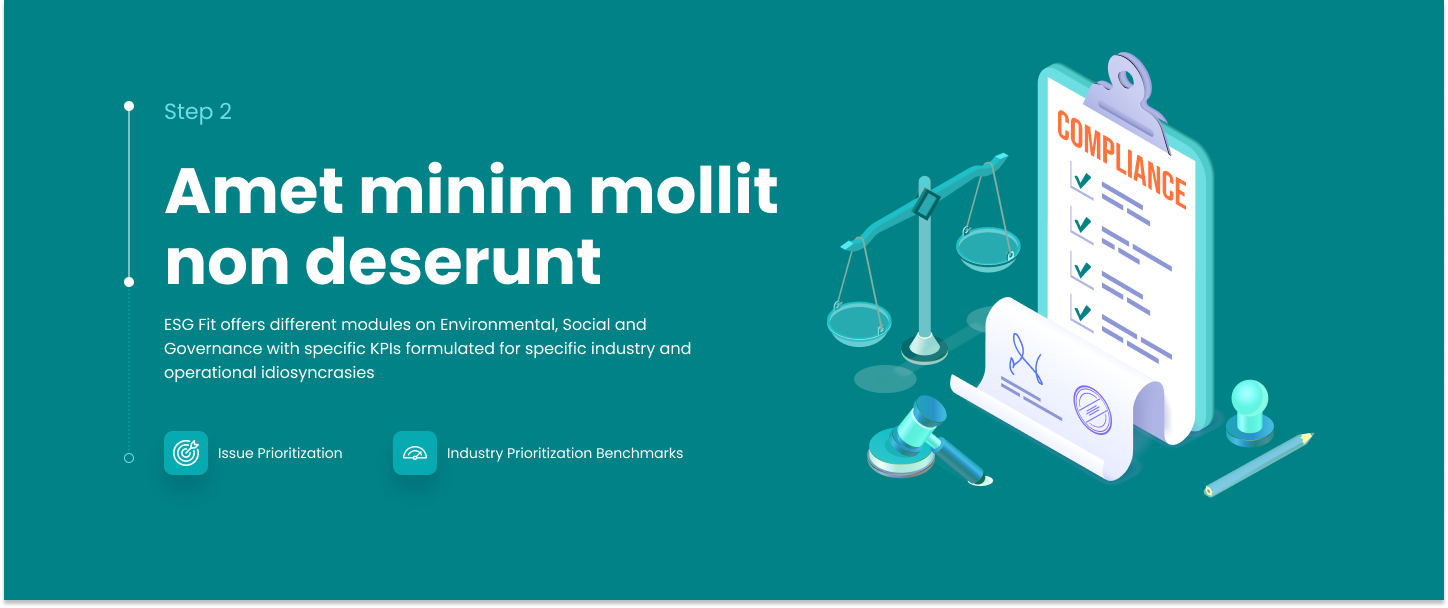 Step 2
Amet minim mollit
non deserunt
ESG Fit offers different modules on Environmental, Social and
Governance with specific KPIs formulated for specific industry and
operational idiosyncrasies
Issue Prioritization
Industry Prioritization Benchmarks
COMPLIANCE